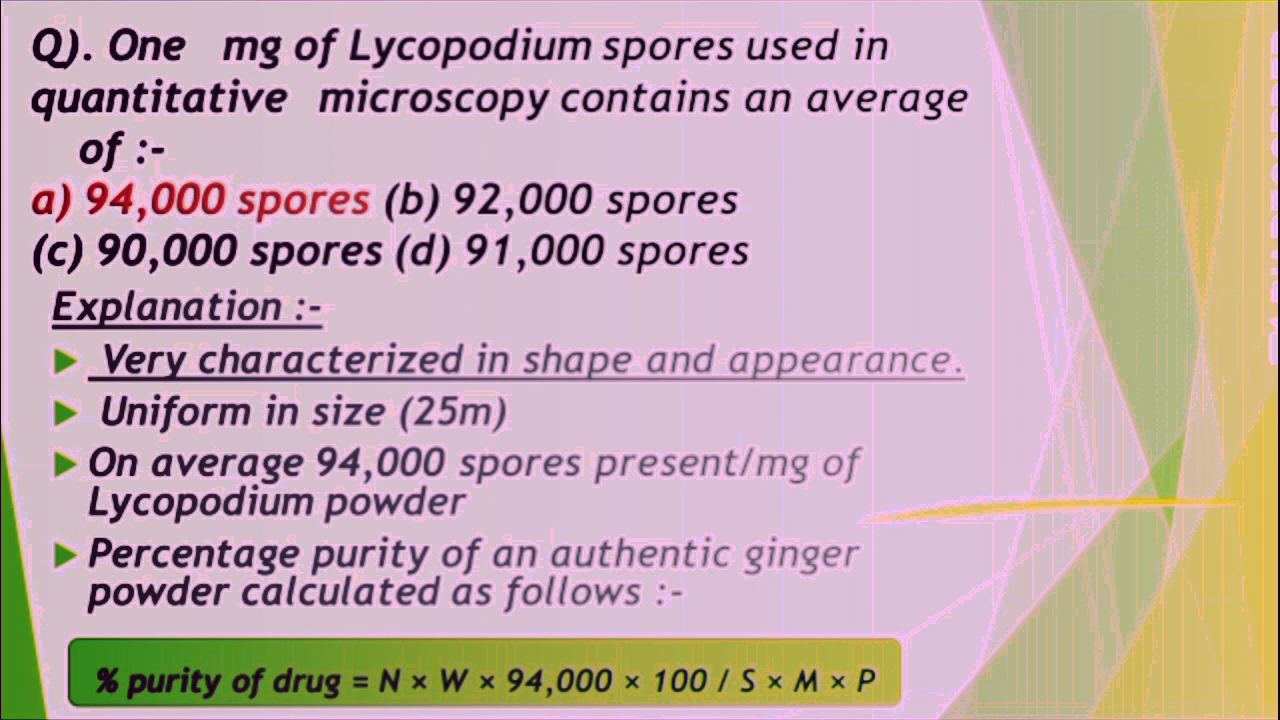 Q). One mg of Lycopodium spores used in
quantitative microscopy contains an average
of :-
a) 94,000 spores (b) 92,000 spores
(c) 90,000 spores (d) 91,000 spores
Explanation :-
Very characterized in shape and appearance.
Uniform in size (25m)
On average 94,000 spores present/mg of
Lycopodium powder
Percentage purity of an authentic ginger
powder calculated as follows :-
% purity of drug = N × W × 94,000 × 100 / S × M × P